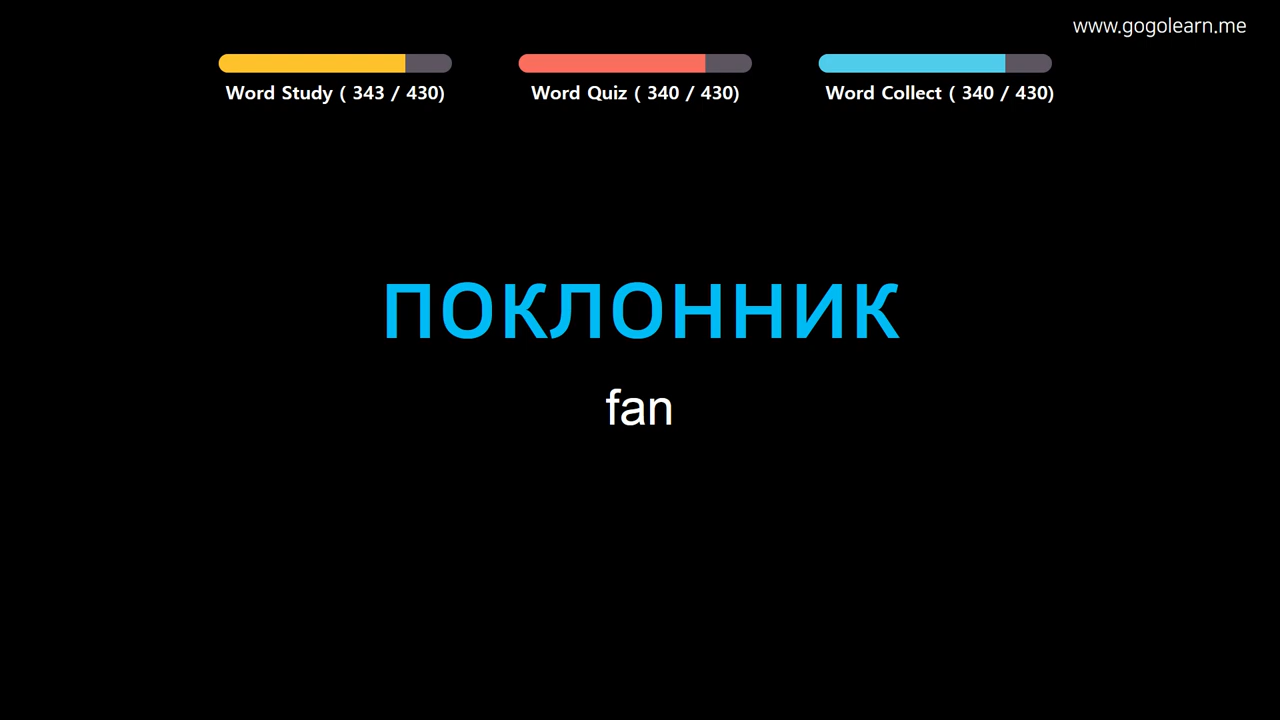 www.gogolearn.me
Word Study ( 343 / 430)
Word Quiz ( 340 / 430)
Word Collect ( 340 / 430)
поклонник
fan